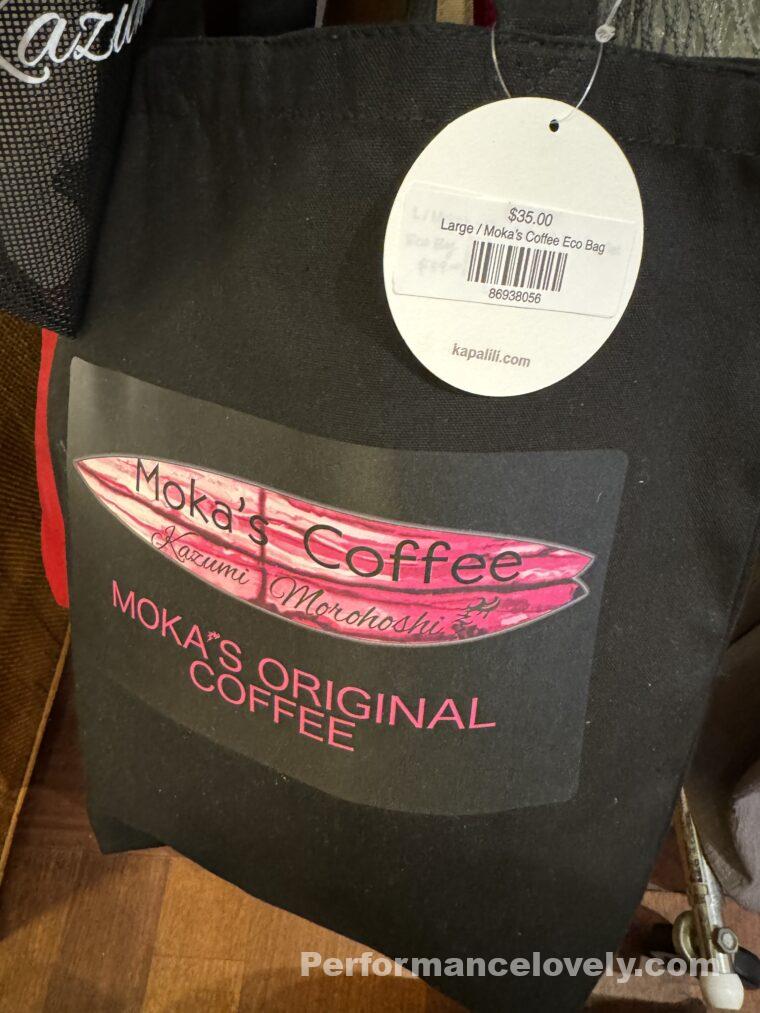 $35.00
Large / Moka's Coffee Eco Bag
86938056
kapalili.com
Moka's Coffee
Kazumi Morohoshi
MOKA'S ORIGINAL
COFFEE
Performancelovely.com